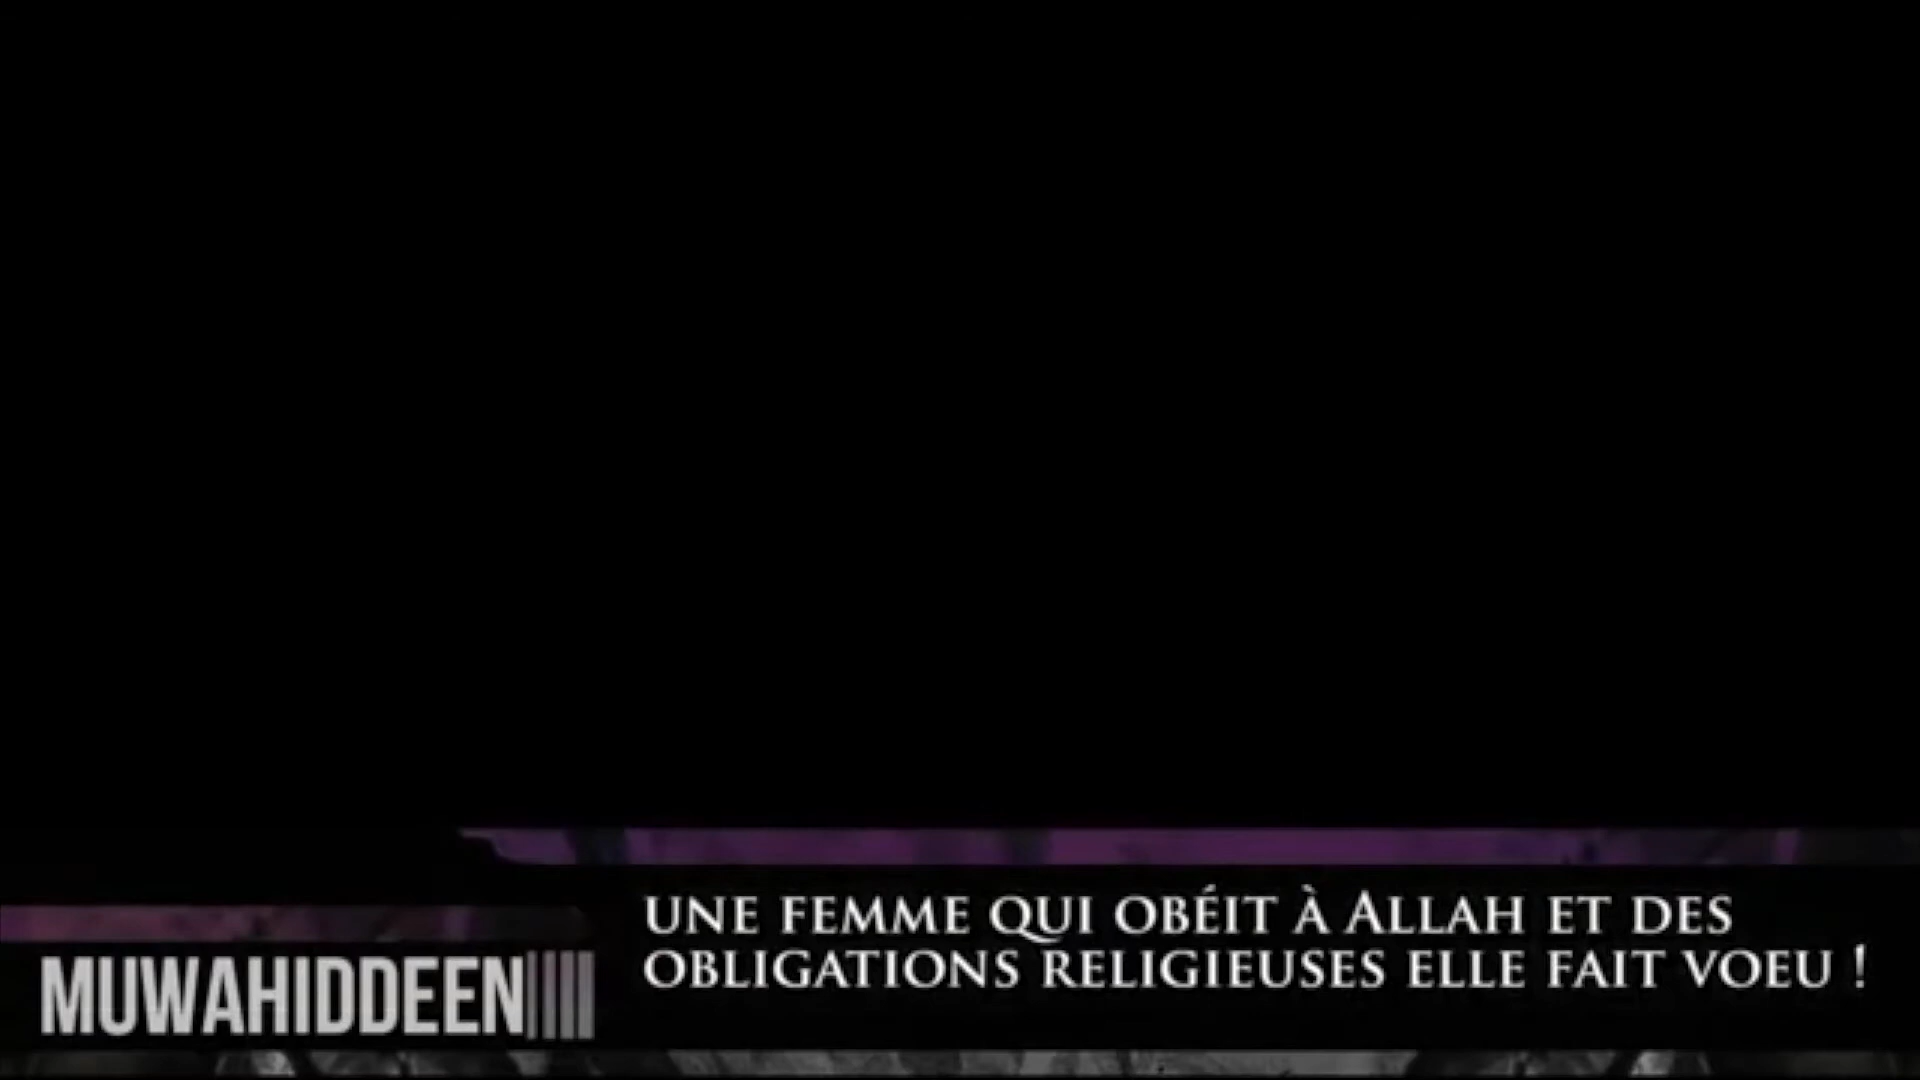 UNE FEMME QUI OBÉIT À ALLAH ET DES
OBLIGATIONS RELIGIEUSES ELLE FAIT VOEU !
MUWAHIDDEEN